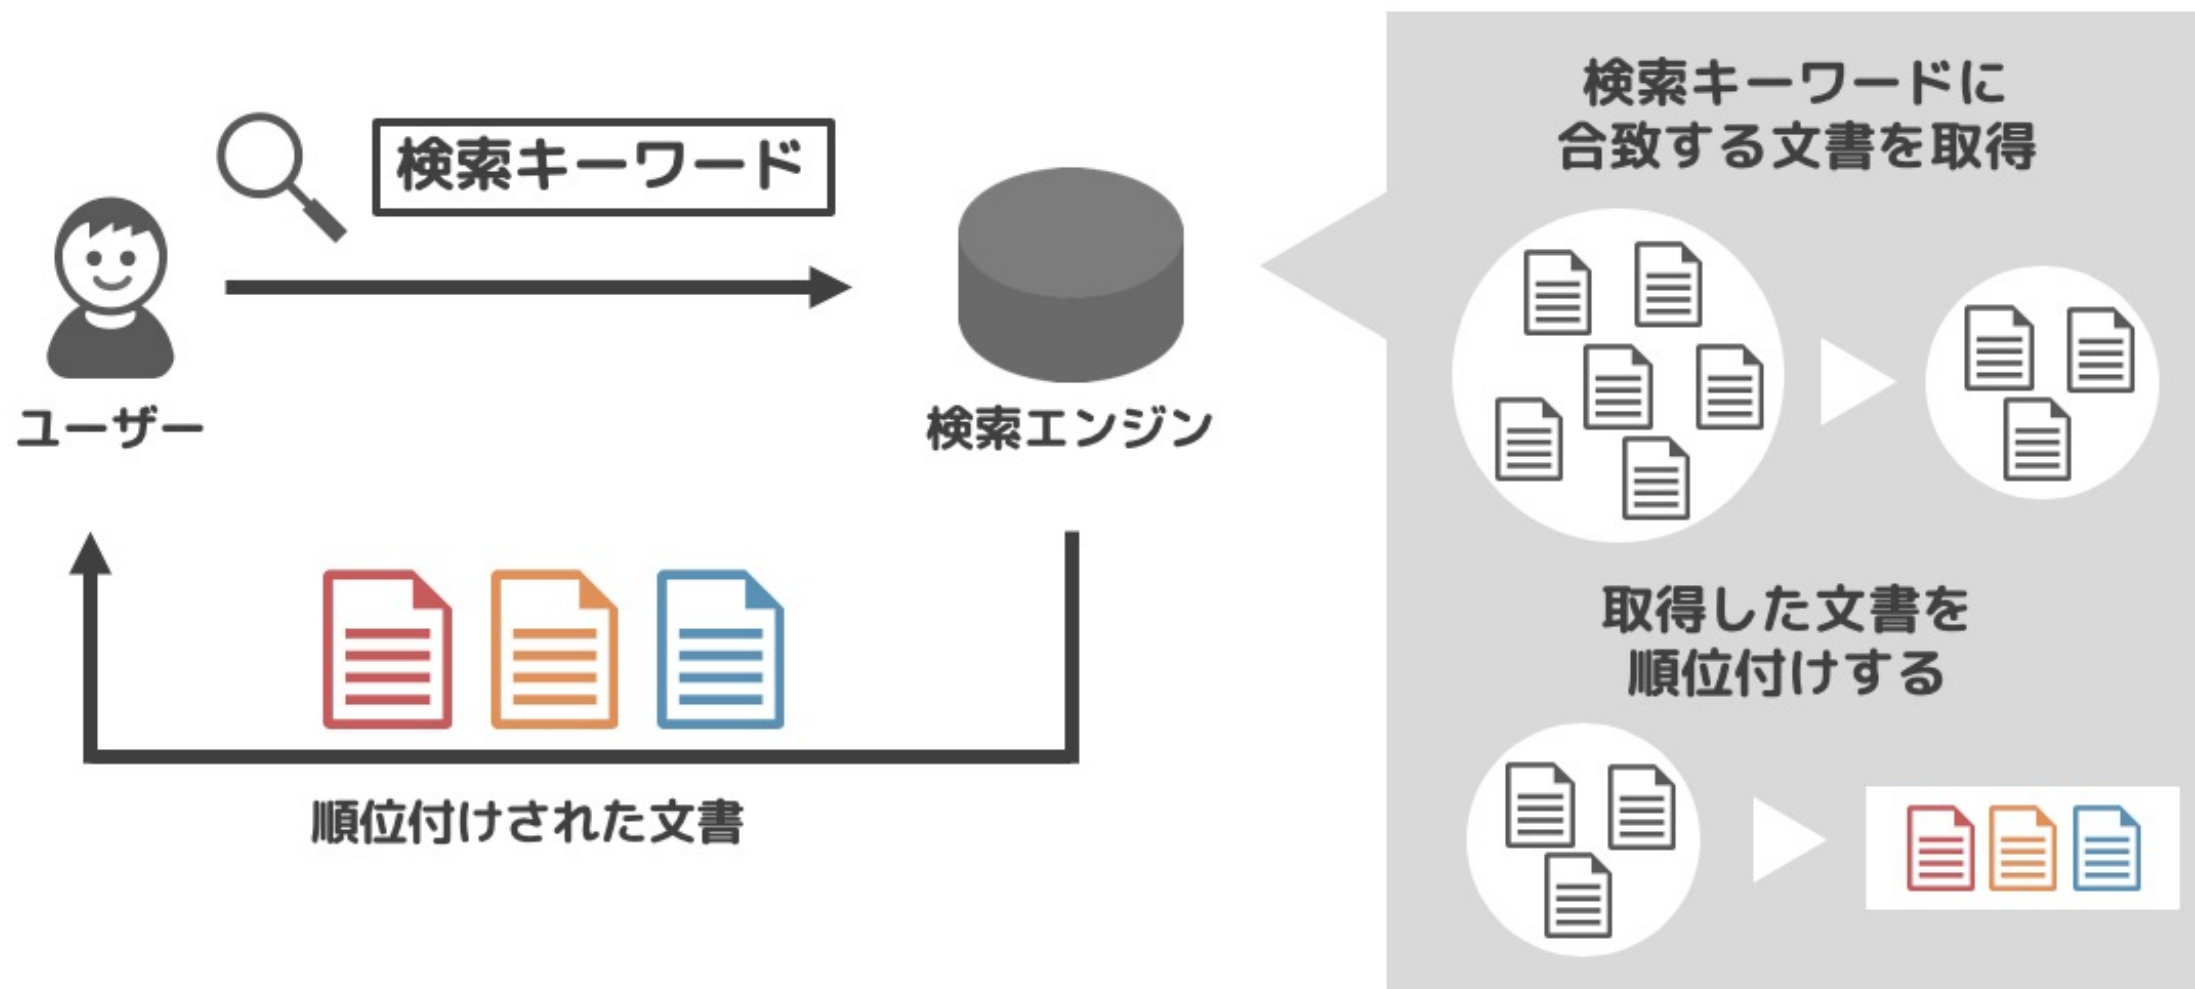 検索キーワード
ユーザー
検索エンジン
順位付けされた文書
検索キーワードに
合致する文書を取得
取得した文書を
順位付けする